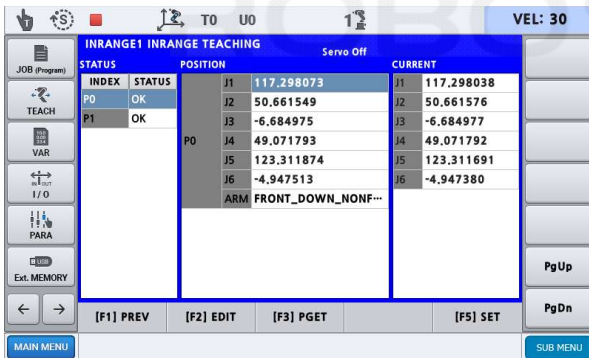 S T0 U0 1 VEL: 30
JOB (Program)
TEACH
VAR
IN OUT
I/O
PARA
USB
Ext. MEMORY
← →
MAIN MENU
INRANGE1 INRANGE TEACHING Servo Off
STATUS POSITION CURRENT
INDEX STATUS J1 117,298073 J1 117,298038
P0 OK J2 50,661549 J2 50,661576
P1 OK J3 -6,684975 J3 -6,684977
P0 J4 49,071793 J4 49,071792
J5 123,311874 J5 123,311691
J6 -4,947513 J6 -4,947380
ARM FRONT_DOWN_NONF···
[F1] PREV [F2] EDIT [F3] PGET [F5] SET
PgUp
PgDn
SUB MENU